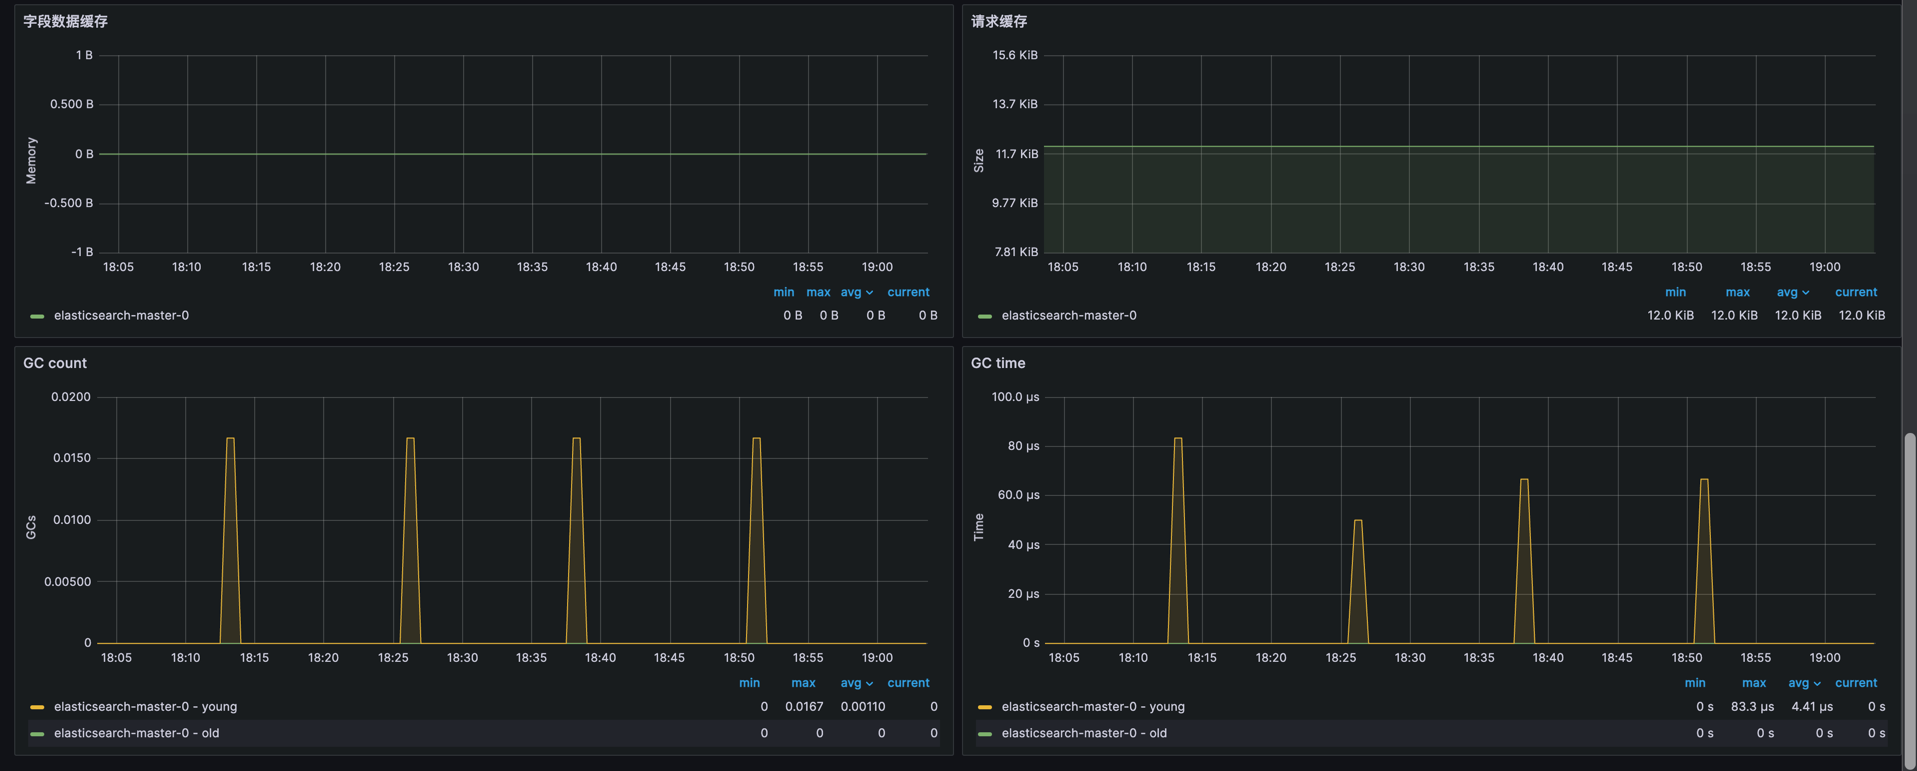 字段数据缓存
1 B
0.500 B
0 B
-0.500 B
-1 B
Memory
18:05 18:10 18:15 18:20 18:25 18:30 18:35 18:40 18:45 18:50 18:55 19:00
min max avg current
elasticsearch-master-0 0 B 0 B 0 B 0 B
请求缓存
15.6 KiB
13.7 KiB
11.7 KiB
9.77 KiB
7.81 KiB
Size
18:05 18:10 18:15 18:20 18:25 18:30 18:35 18:40 18:45 18:50 18:55 19:00
min max avg current
elasticsearch-master-0 12.0 KiB 12.0 KiB 12.0 KiB 12.0 KiB
GC count
0.0200
0.0150
0.0100
0.00500
0
GCs
18:05 18:10 18:15 18:20 18:25 18:30 18:35 18:40 18:45 18:50 18:55 19:00
min max avg current
elasticsearch-master-0 - young 0 0.0167 0.00110 0
elasticsearch-master-0 - old 0 0 0 0
GC time
100.0 µs
80 µs
60.0 µs
40 µs
20 µs
0 s
Time
18:05 18:10 18:15 18:20 18:25 18:30 18:35 18:40 18:45 18:50 18:55 19:00
min max avg current
elasticsearch-master-0 - young 0 s 83.3 µs 4.41 µs 0 s
elasticsearch-master-0 - old 0 s 0 s 0 s 0 s